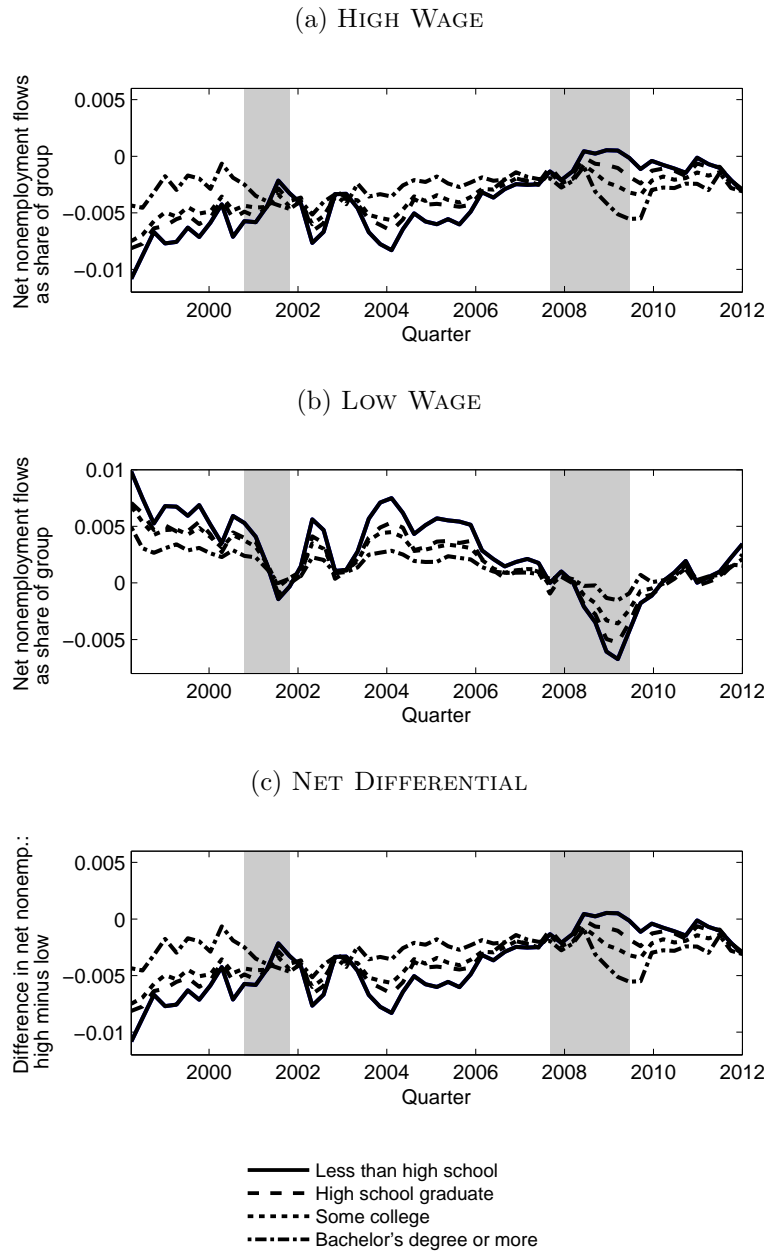 (a) High Wage
Net nonemployment flows
as share of group
0.005
0
−0.005
−0.01
2000 2002 2004 2006 2008 2010 2012
Quarter
(b) Low Wage
Net nonemployment flows
as share of group
0.01
0.005
0
−0.005
2000 2002 2004 2006 2008 2010 2012
Quarter
(c) Net Differential
Difference in net nonemp.:
high minus low
0.005
0
−0.005
−0.01
2000 2002 2004 2006 2008 2010 2012
Quarter
Less than high school
High school graduate
Some college
Bachelor's degree or more